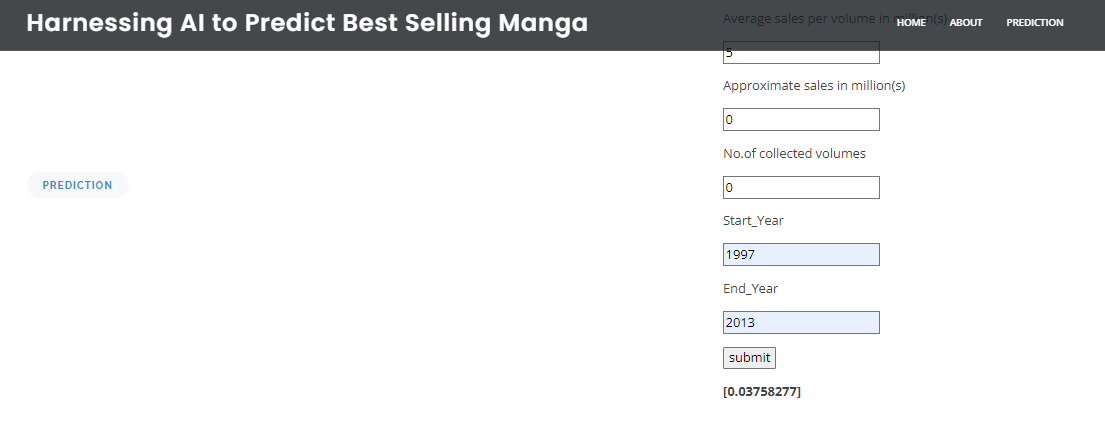 Harnessing AI to Predict Best Selling Manga
Average sales per volume in million(s)
HOME ABOUT PREDICTION
5
Approximate sales in million(s)
0
No.of collected volumes
0
PREDICTION
Start_Year
1997
End_Year
2013
submit
[0.03758277]